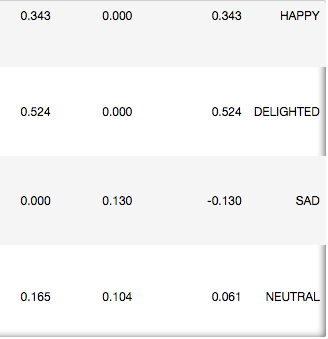 0.343 0.000 0.343 HAPPY
0.524 0.000 0.524 DELIGHTED
0.000 0.130 -0.130 SAD
0.165 0.104 0.061 NEUTRAL